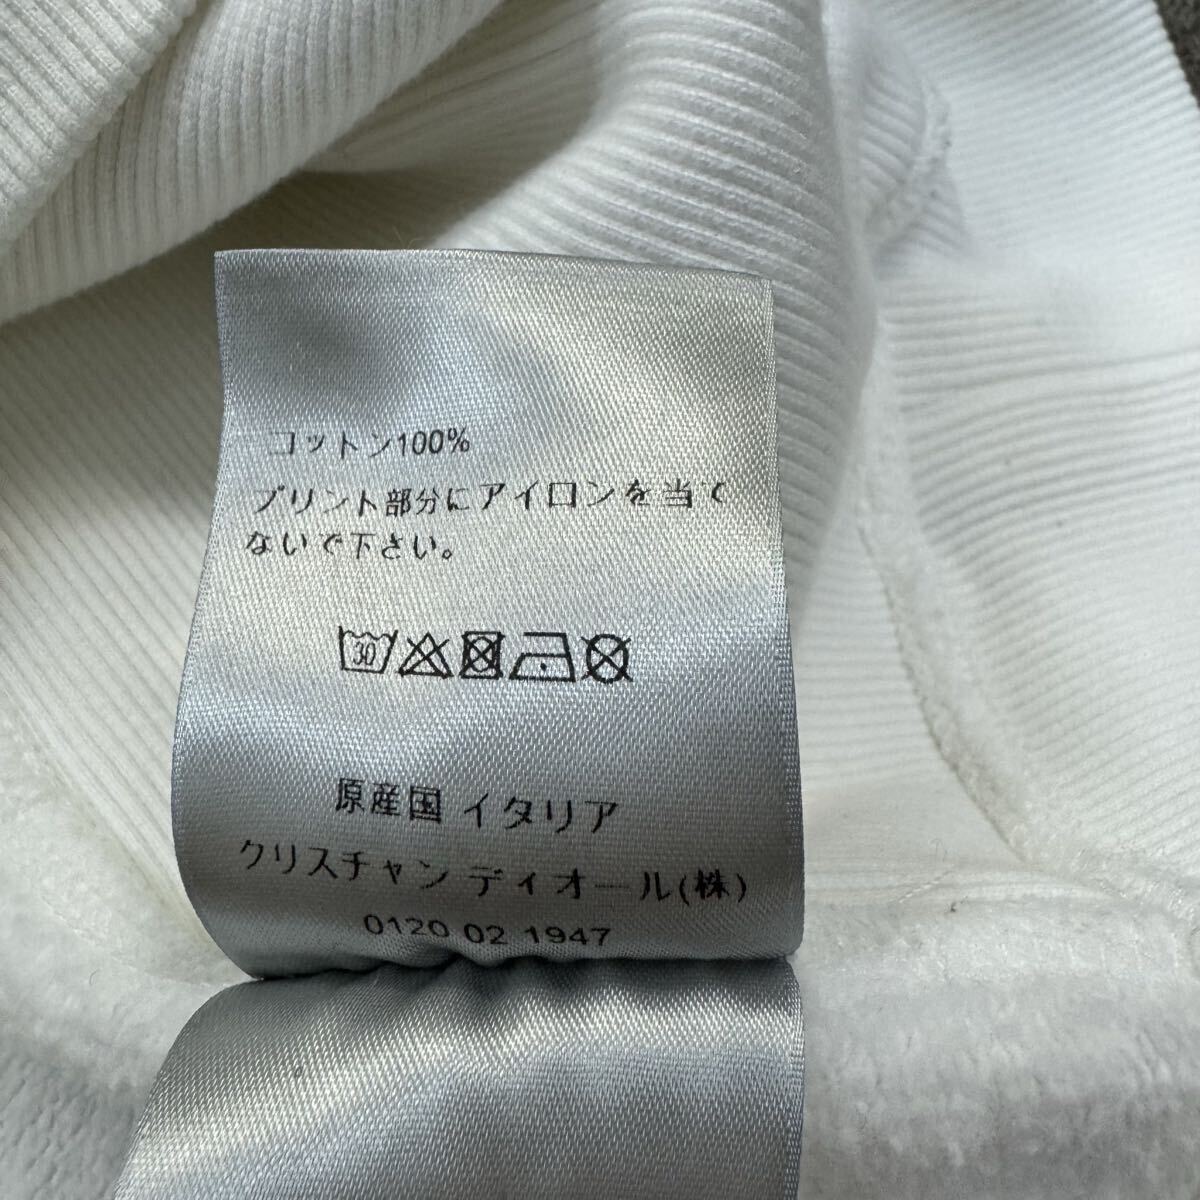 コットン100%
プリント部分にアイロンを当て
ないで下さい。
30
原産国 イタリア
クリスチャン ディオール(株)
0120 02 1947